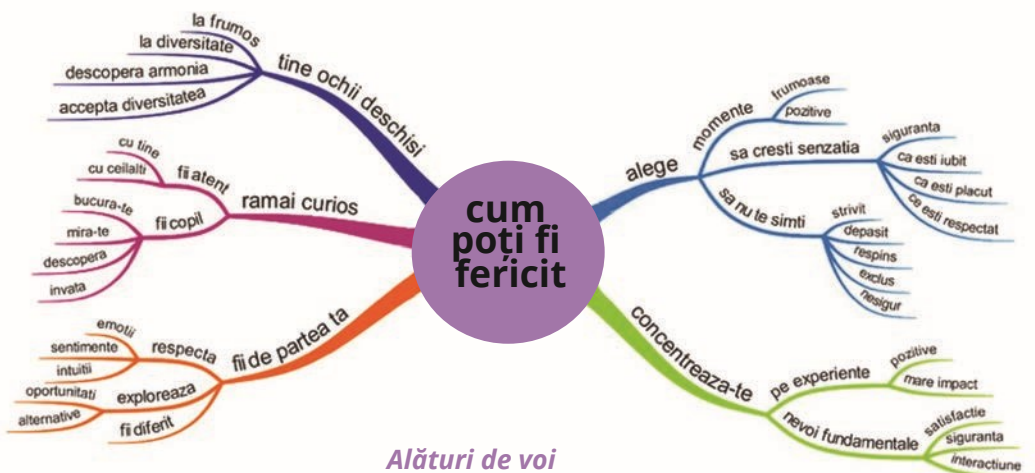 cum
poți fi
fericit
tine ochii deschisi
la frumos
la diversitate
descopera armonia
accepta diversitatea
ramai curios
fii atent
cu tine
cu ceilalti
fii copil
bucura-te
mira-te
descopera
invata
fii de partea ta
respecta
emotii
sentimente
intuitii
exploreaza
oportunitati
alternative
fii diferit
alege
momente
frumoase
pozitive
sa cresti senzatia
siguranta
ca esti iubit
ca esti placut
ca esti respectat
sa nu te simti
strivit
depasit
respins
exclus
nesigur
concentreaza-te
pe experiente
pozitive
mare impact
nevoi fundamentale
satisfactie
siguranta
interactiune
Alături de voi